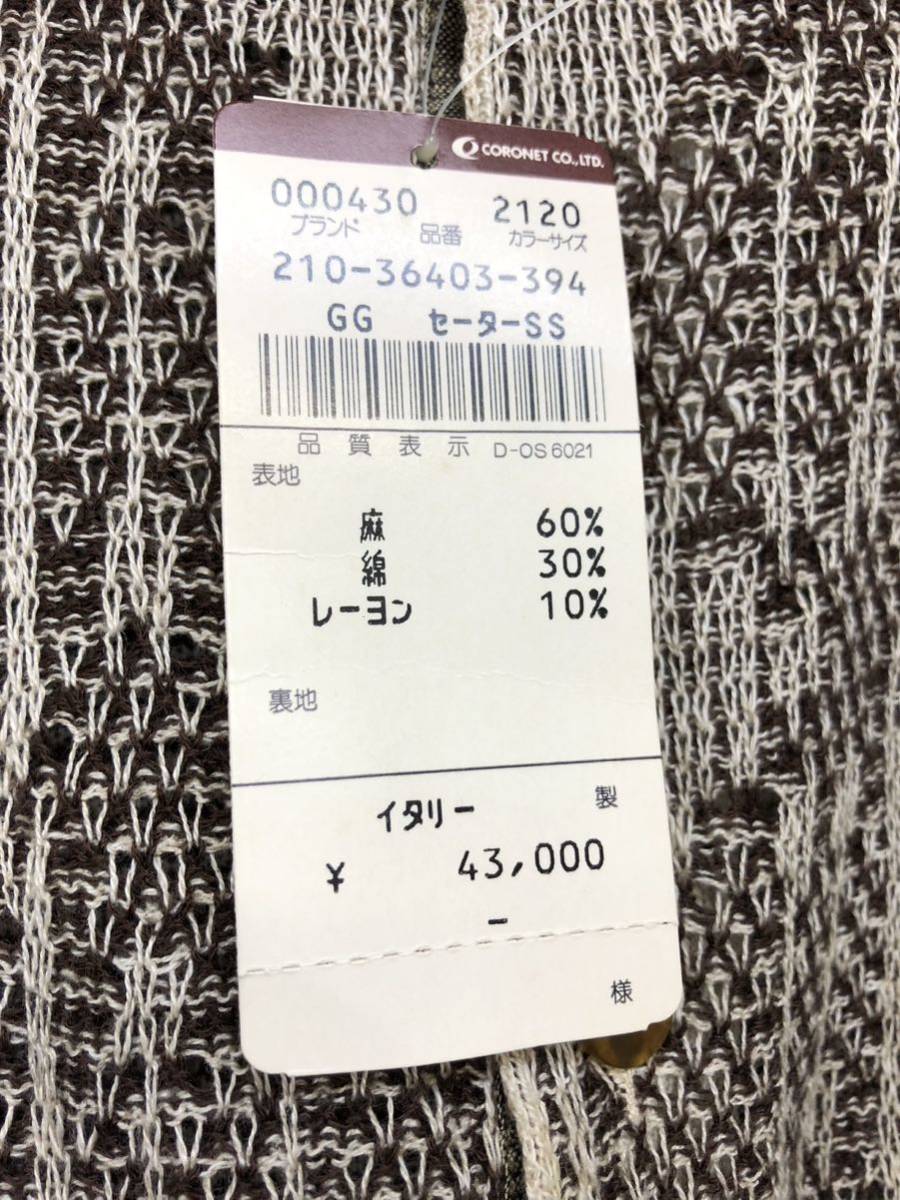 CORONET CO.,LTD.
000430 2120
ブランド 品番 カラーサイズ
210-36403-394
GG セーターSS
品質表示 D-OS 6021
表地
麻 60%
綿 30%
レーヨン 10%
裏地
イタリー 製
¥ 43,000
-
様